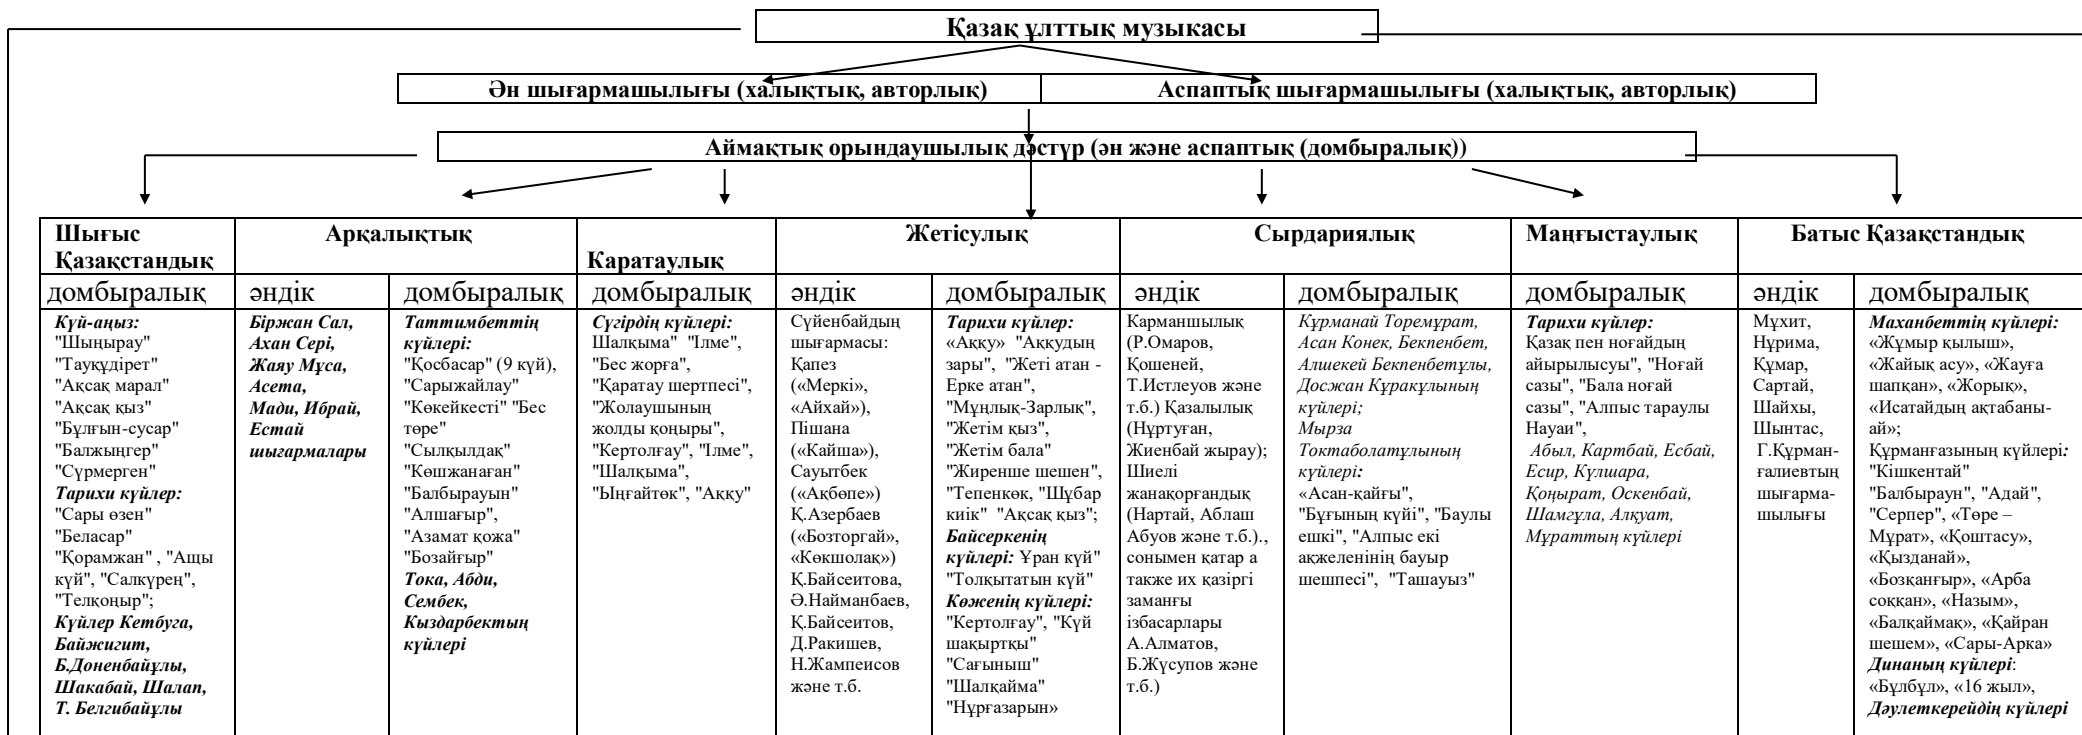 Қазақ ұлттық музыкасы
Ән шығармашылығы (халықтық, авторлық)
Аспаптық шығармашылығы (халықтық, авторлық)
Аймақтық орындаушылық дәстүр (ән және аспаптық (домбыралық))
Шығыс
Қазақстандық
Арқалықтық
Каратаулық
Жетісулық
Сырдариялық
Маңғыстаулық
Батыс Қазақстандық
домбыралық
әндік
домбыралық
домбыралық
әндік
домбыралық
әндік
домбыралық
домбыралық
әндік
домбыралық
Күй-аңыз:
"Шыңырау"
"Тауқүдірет"
"Ақсақ марал"
"Ақсақ қыз"
"Бұлғын-сусар"
"Балжыңгер"
"Сүрмерген"
Тарихи күйлер:
"Сары өзен"
"Беласар"
"Қорамжан" , "Ащы
күй", "Салкүрең",
"Телқоңыр";
Күйлер Кетбуга,
Байжигит,
Б.Доненбайұлы,
Шакабай, Шалап,
Т. Белгибайұлы
Біржан Сал,
Ахан Сері,
Жаяу Мұса,
Асета,
Мади, Ибрай,
Естай
шығармалары
Таттимбеттің
күйлері:
"Қосбасар" (9 күй),
"Сарыжайлау"
"Көкейкесті" "Бес
төре"
"Сылқылдақ"
"Көшжанаған"
"Балбырауын"
"Алшағыр",
"Азамат қожа"
"Бозайғыр"
Тока, Абди,
Сембек,
Кыздарбектың
күйлері
Сүгірдің күйлері:
Шалқыма" "Ілме",
"Бес жорға",
"Қаратау шертпесі",
"Жолаушының
жолды қоңыры",
"Кертолғау", "Ілме",
"Шалқыма",
"Ыңғайтөк", "Аққу"
Сүйенбайдың
шығармасы:
Қапез
(«Меркі»,
«Айхай»),
Пішана
(«Кайша»),
Сауытбек
(«Ақбөпе»)
Қ.Азербаев
(«Бозторгай»,
«Көкшолақ»)
Қ.Байсеитова,
Ә.Найманбаев,
Қ.Байсеитов,
Д.Ракишев,
Н.Жампеисов
және т.б.
Тарихи күйлер:
«Аққу» "Аққудың
зары", "Жеті атан -
Ерке атан",
"Мұңлық-Зарлық",
"Жетім қыз",
"Жетім бала"
"Жиренше шешен",
"Тепенкөк, "Шұбар
киік" "Ақсақ қыз";
Байсеркенің
күйлері: Ұран күй"
"Толқытатын күй"
Көженің күйлері:
"Кертолғау", "Күй
шақыртқы"
"Сағыныш"
"Шалқайма"
"Нұрғазарын»
Карманшылық
(Р.Омаров,
Қошеней,
Т.Истлеуов және
т.б.) Қазалылық
(Нұртуған,
Жиенбай жырау);
Шиелі
жанақорғандық
(Нартай, Аблаш
Абуов және т.б.).,
сонымен қатар а
также их қазіргі
заманғы
ізбасарлары
А.Алматов,
Б.Жүсупов және
т.б.)
Құрманай Торемұрат,
Асан Конек, Бекпенбет,
Алшекей Бекпенбетұлы,
Досжан Кұракұлының
күйлері;
Мырза
Токтаболатұлының
күйлері:
«Асан-қайғы",
"Бұғының күйі", "Баулы
ешкі", "Алпыс екі
ақжеленінің бауыр
шешпесі", "Ташауыз"
Тарихи күйлер:
Қазақ пен ноғайдың
айырылысуы", "Ноғай
сазы", "Бала ноғай
сазы", "Алпыс тараулы
Науаи",
Абыл, Картбай, Есбай,
Есир, Кулшара,
Қоңырат, Оскенбай,
Шамгұла, Алқуат,
Мұраттың күйлері
Мұхит,
Нұрима,
Құмар,
Сартай,
Шайхы,
Шынтас,
Г.Құрман-
ғалиевтың
шығарма-
шылығы
Маханбеттің күйлері:
«Жұмыр қылыш»,
«Жайық асу», «Жауға
шапқан», «Жорық»,
«Исатайдың ақтабаны-
ай»;
Құрманғазының күйлері:
"Кішкентай"
"Балбыраун", "Адай",
"Серпер", «Төре –
Мұрат», «Қоштасу»,
«Қызданай»,
«Бозқанғыр», «Арба
соққан», «Назым»,
«Балқаймақ», «Қайран
шешем», «Сары-Арка»
Динаның күйлері:
«Бұлбұл», «16 жыл»,
Дәулеткерейдің күйлері